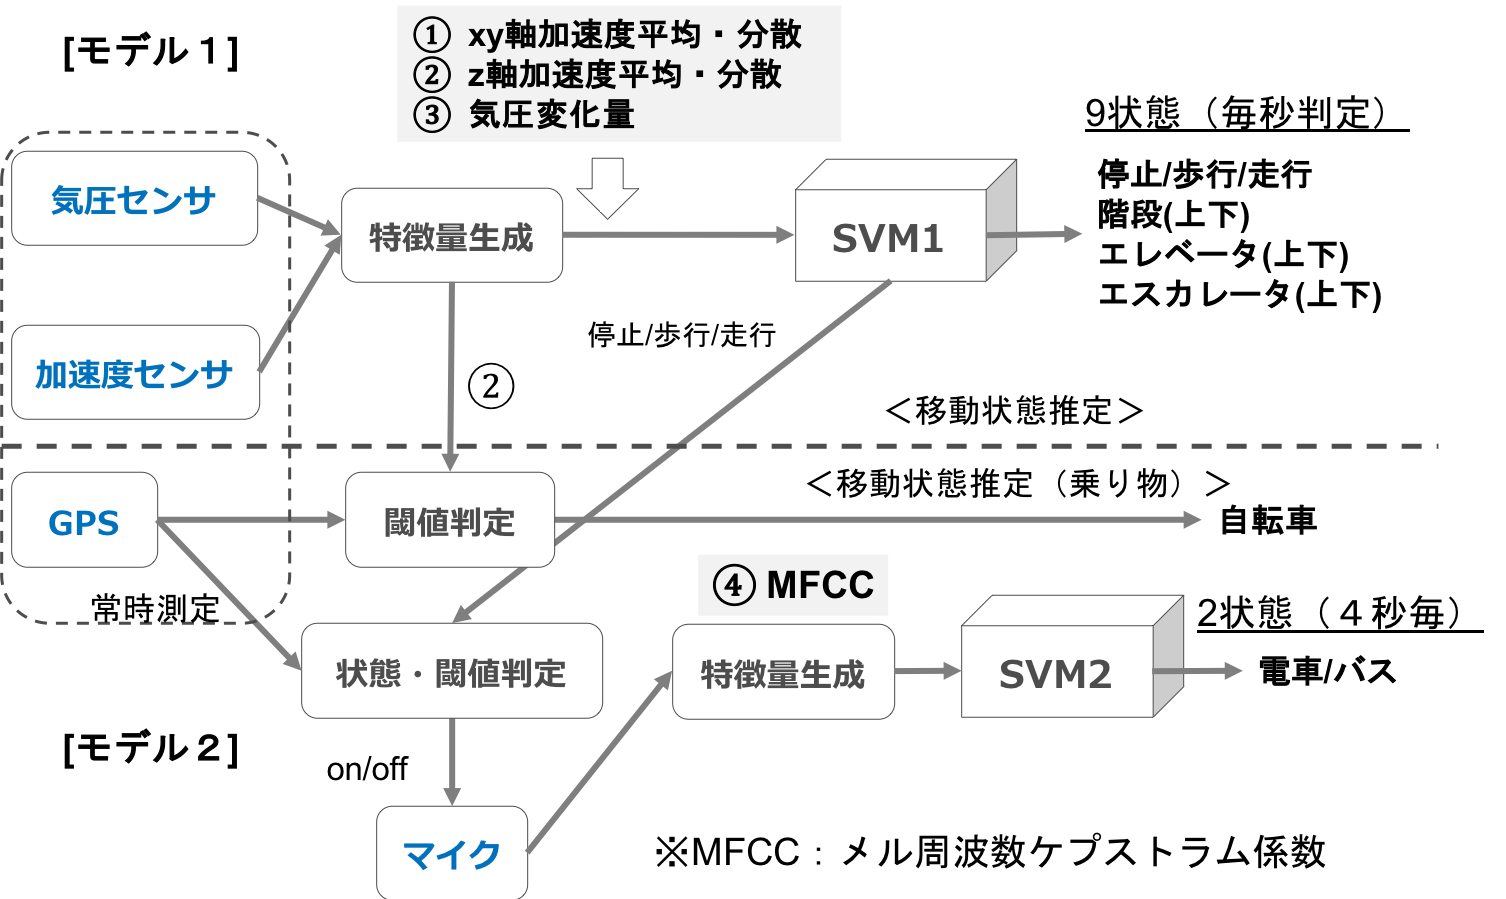 [モデル１]
① xy軸加速度平均・分散
② z軸加速度平均・分散
③ 気圧変化量
9状態（毎秒判定）
停止/歩行/走行
階段(上下)
エレベータ(上下)
エスカレータ(上下)
気圧センサ
特徴量生成
SVM1
加速度センサ
②
停止/歩行/走行
＜移動状態推定＞
＜移動状態推定（乗り物）＞
GPS
閾値判定
自転車
常時測定
④ MFCC
2状態（４秒毎）
状態・閾値判定
特徴量生成
SVM2
電車/バス
[モデル２]
on/off
マイク
※MFCC：メル周波数ケプストラム係数